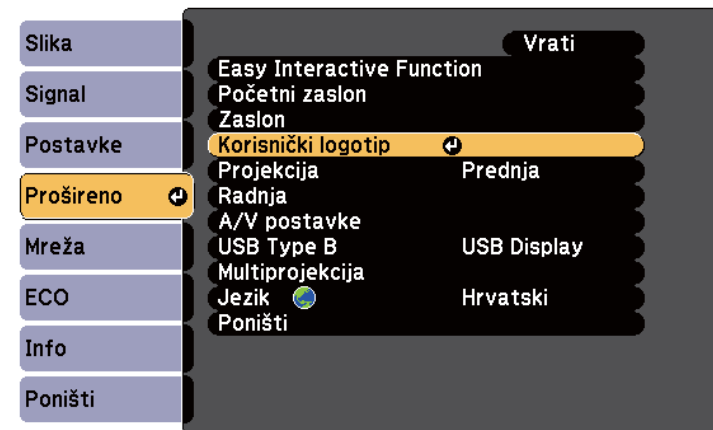 Slika
Signal
Postavke
Prošireno
Mreža
ECO
Info
Poništi
Vrati
Easy Interactive Function
Početni zaslon
Zaslon
Korisnički logotip
Projekcija Prednja
Radnja
A/V postavke
USB Type B USB Display
Multiprojekcija
Jezik Hrvatski
Poništi